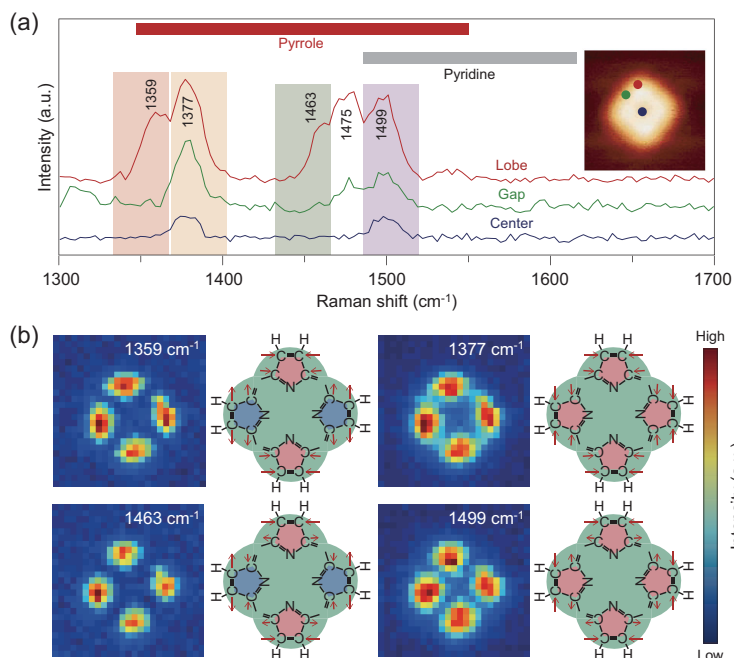 (a)
Pyrrole
Pyridine
1359
1377
1463
1475
1499
Lobe
Gap
Center
Intensity (a.u.)
1300 1400 1500 1600 1700
Raman shift (cm⁻¹)
(b)
1359 cm⁻¹
H H
C C
C C
N
H C C N N C C H
H C C C C H
N
C C
C C
H H
1377 cm⁻¹
H H
C C
C C
N
H C C N N C C H
H C C C C H
N
C C
C C
H H
High
1463 cm⁻¹
H H
C C
C C
N
H C C N N C C H
H C C C C H
N
C C
C C
H H
1499 cm⁻¹
H H
C C
C C
N
H C C N N C C H
H C C C C H
N
C C
C C
H H
Low